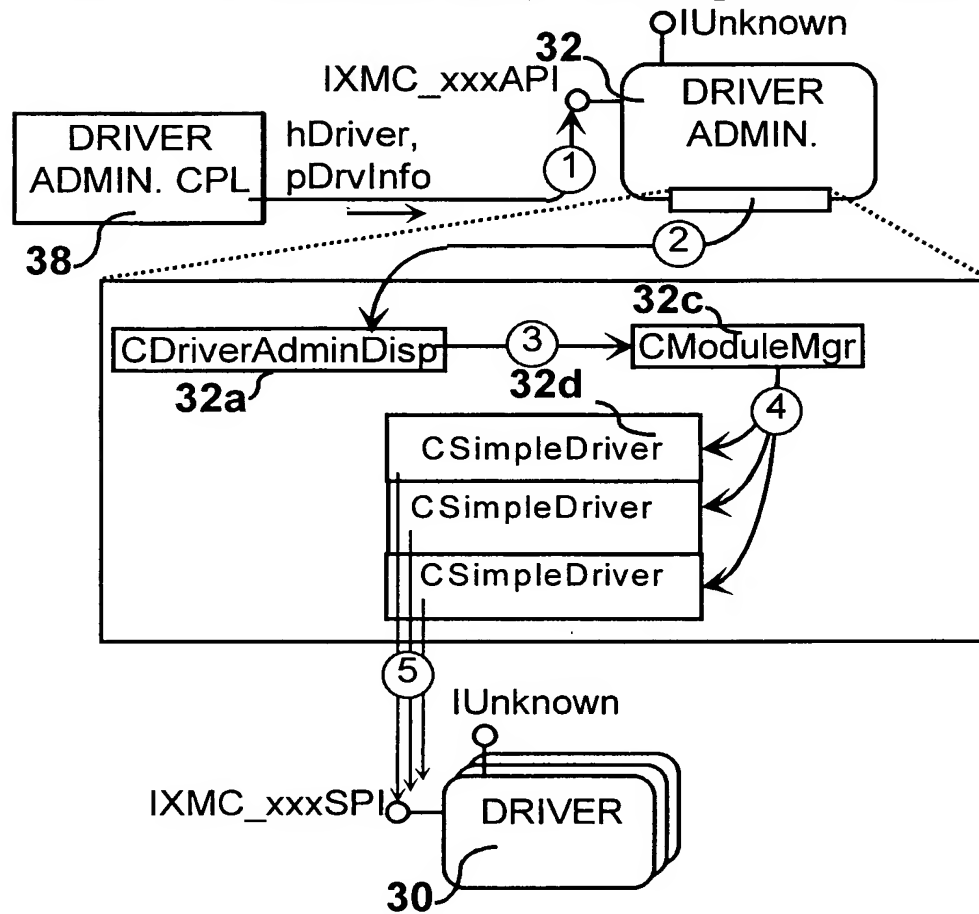 IUnknown
32
IXMC_xxxAPI
DRIVER
ADMIN.
DRIVER
ADMIN. CPL
hDriver,
pDrvInfo
1
38
2
32c
CDriverAdminDisp
3
CModuleMgr
32a
32d
4
CSimpleDriver
CSimpleDriver
CSimpleDriver
5
IUnknown
IXMC_xxxSPI
DRIVER
30